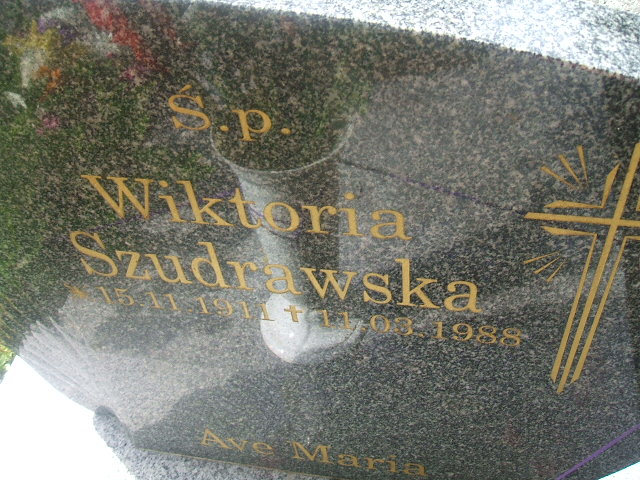 Ś.p.
Wiktoria
Szudrawska
* 15.11.1911 † 11.03.1988
Ave Maria